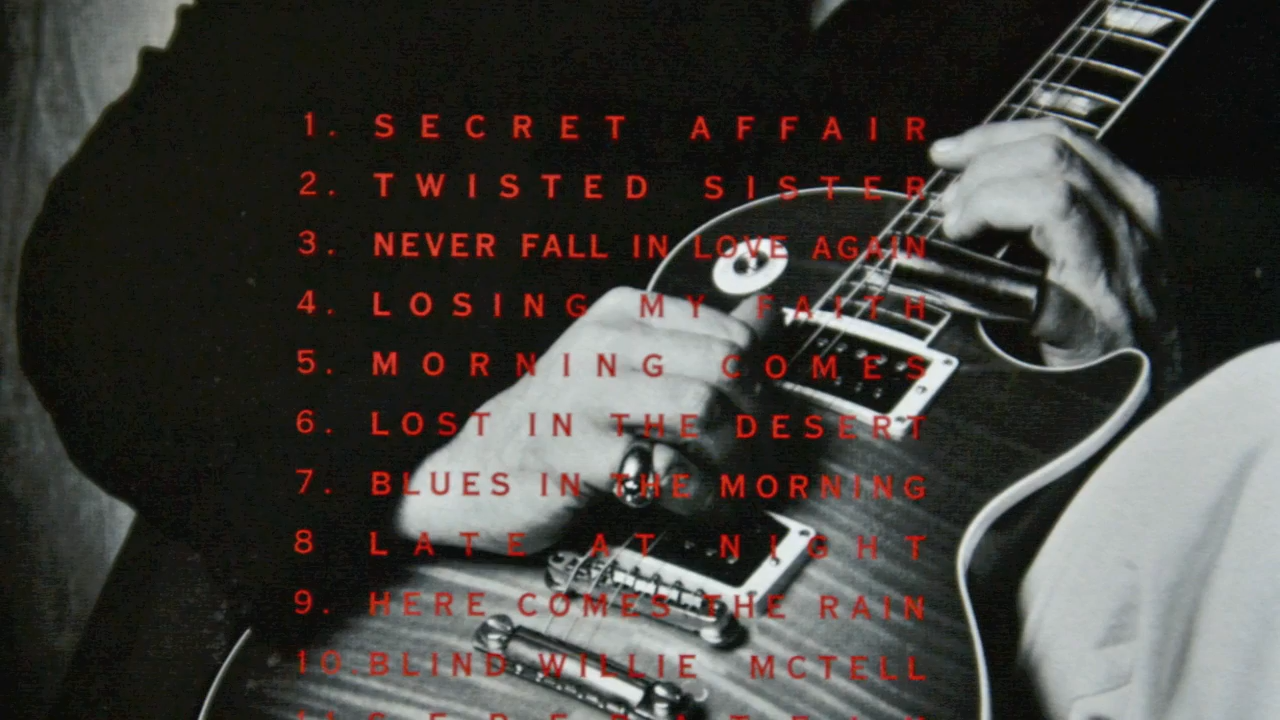 1. SECRET AFFAIR
2. TWISTED SISTER
3. NEVER FALL IN LOVE AGAIN
4. LOSING MY FAITH
5. MORNING COMES
6. LOST IN THE DESERT
7. BLUES IN THE MORNING
8 LATE AT NIGHT
9. HERE COMES THE RAIN
10. BLIND WILLIE MCTELL